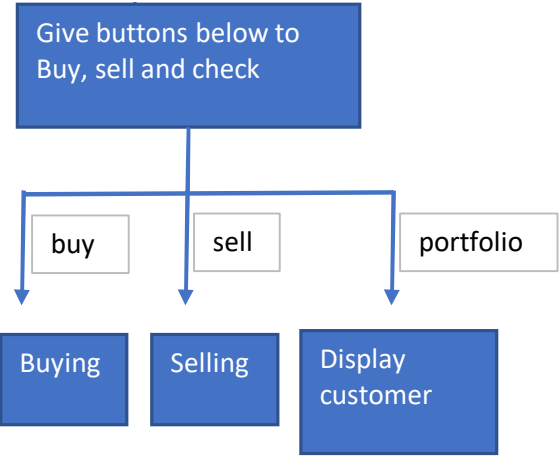 Give buttons below to
Buy, sell and check
buy
sell
portfolio
Buying
Selling
Display
customer